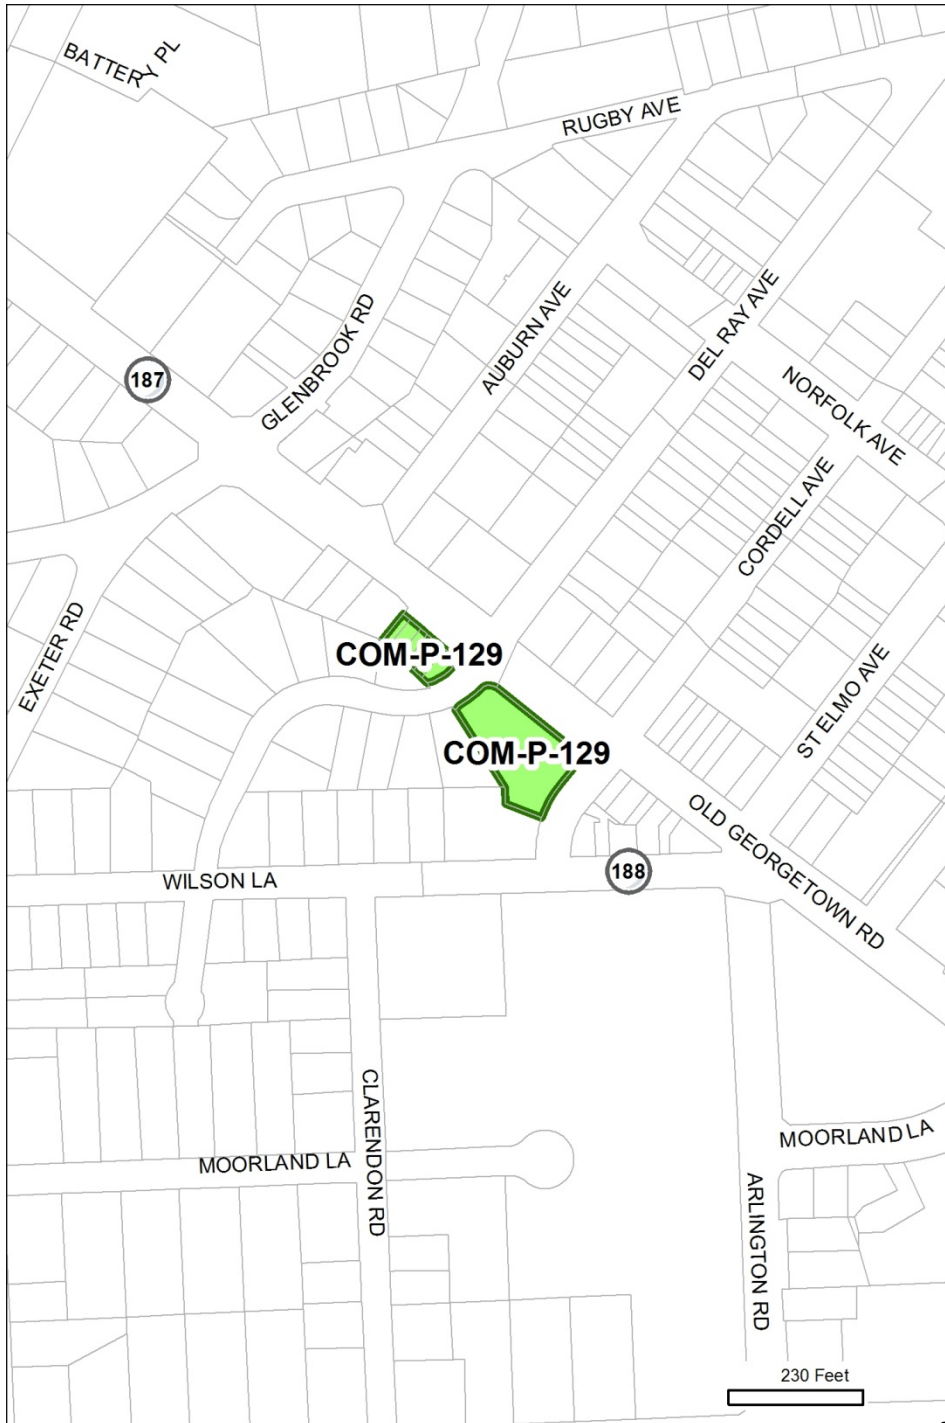 BATTERY PL
RUGBY AVE
GLENBROOK RD
AUBURN AVE
DEL RAY AVE
187
NORFOLK AVE
CORDELL AVE
EXETER RD
COM-P-129
ST ELMO AVE
COM-P-129
OLD GEORGETOWN RD
188
WILSON LA
CLARENDON RD
MOORLAND LA
MOORLAND LA
ARLINGTON RD
230 Feet